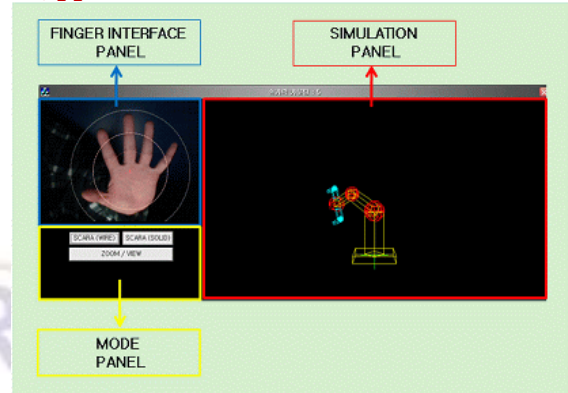 FINGER INTERFACE
PANEL
SIMULATION
PANEL
SCARA (WIRE) SCARA (SOLID)
ZOOM / VIEW
MODE
PANEL